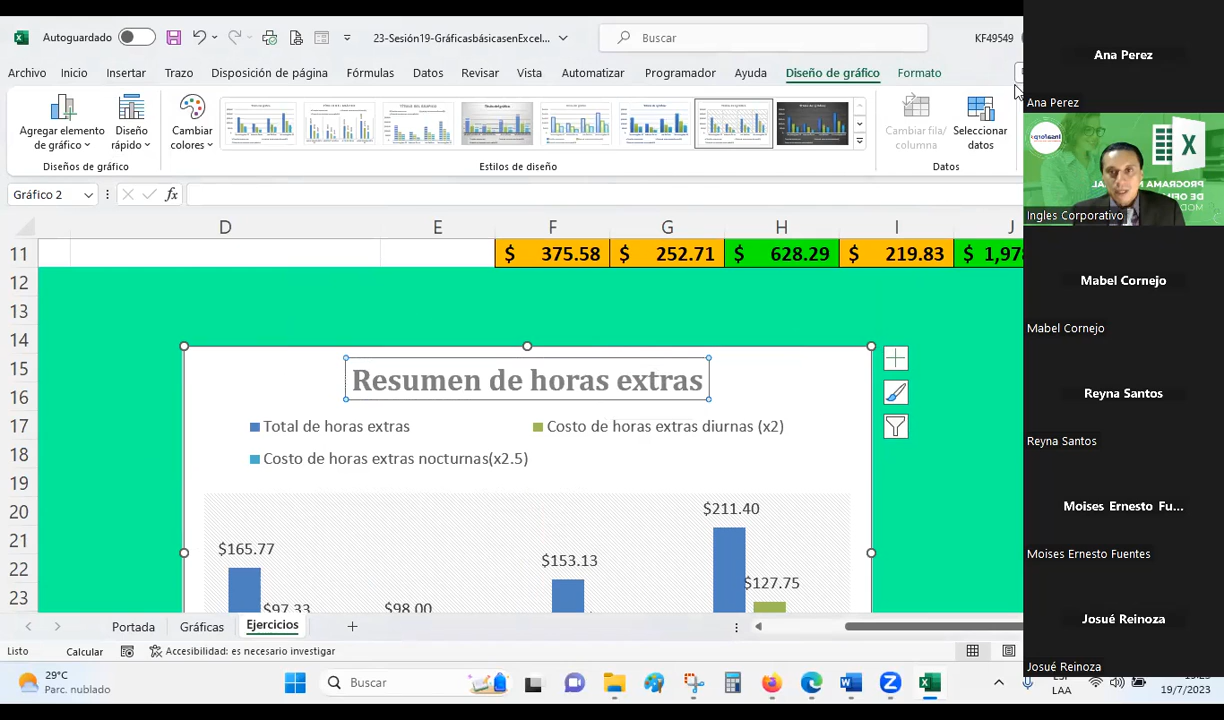 Autoguardado
23-Sesión19-GráficasbásicasenExcel...
Buscar
KF49549
Archivo Inicio Insertar Trazo Disposición de página Fórmulas Datos Revisar Vista Automatizar Programador Ayuda Diseño de gráfico Formato
Agregar elemento de gráfico
Diseño rápido
Cambiar colores
Cambiar fila/ columna
Seleccionar datos
Diseños de gráfico
Estilos de diseño
Datos
Gráfico 2
fx
D E F G H I J
11 $ 375.58 $ 252.71 $ 628.29 $ 219.83 $ 1,97
12
13
14
15
16
17
18
19
20
21
22
23
Resumen de horas extras
Total de horas extras
Costo de horas extras diurnas (x2)
Costo de horas extras nocturnas(x2.5)
$211.40
$165.77
$153.13
$127.75
$97.33
$98.00
Portada Gráficas Ejercicios
Listo Calcular Accesibilidad: es necesario investigar
29°C
Parc. nublado
Buscar
LAA
19/7/2023
Ana Perez
Ana Perez
Ingles Corporativo
Mabel Cornejo
Mabel Cornejo
Reyna Santos
Reyna Santos
Moises Ernesto Fu...
Moises Ernesto Fuentes
Josué Reinoza
Josué Reinoza